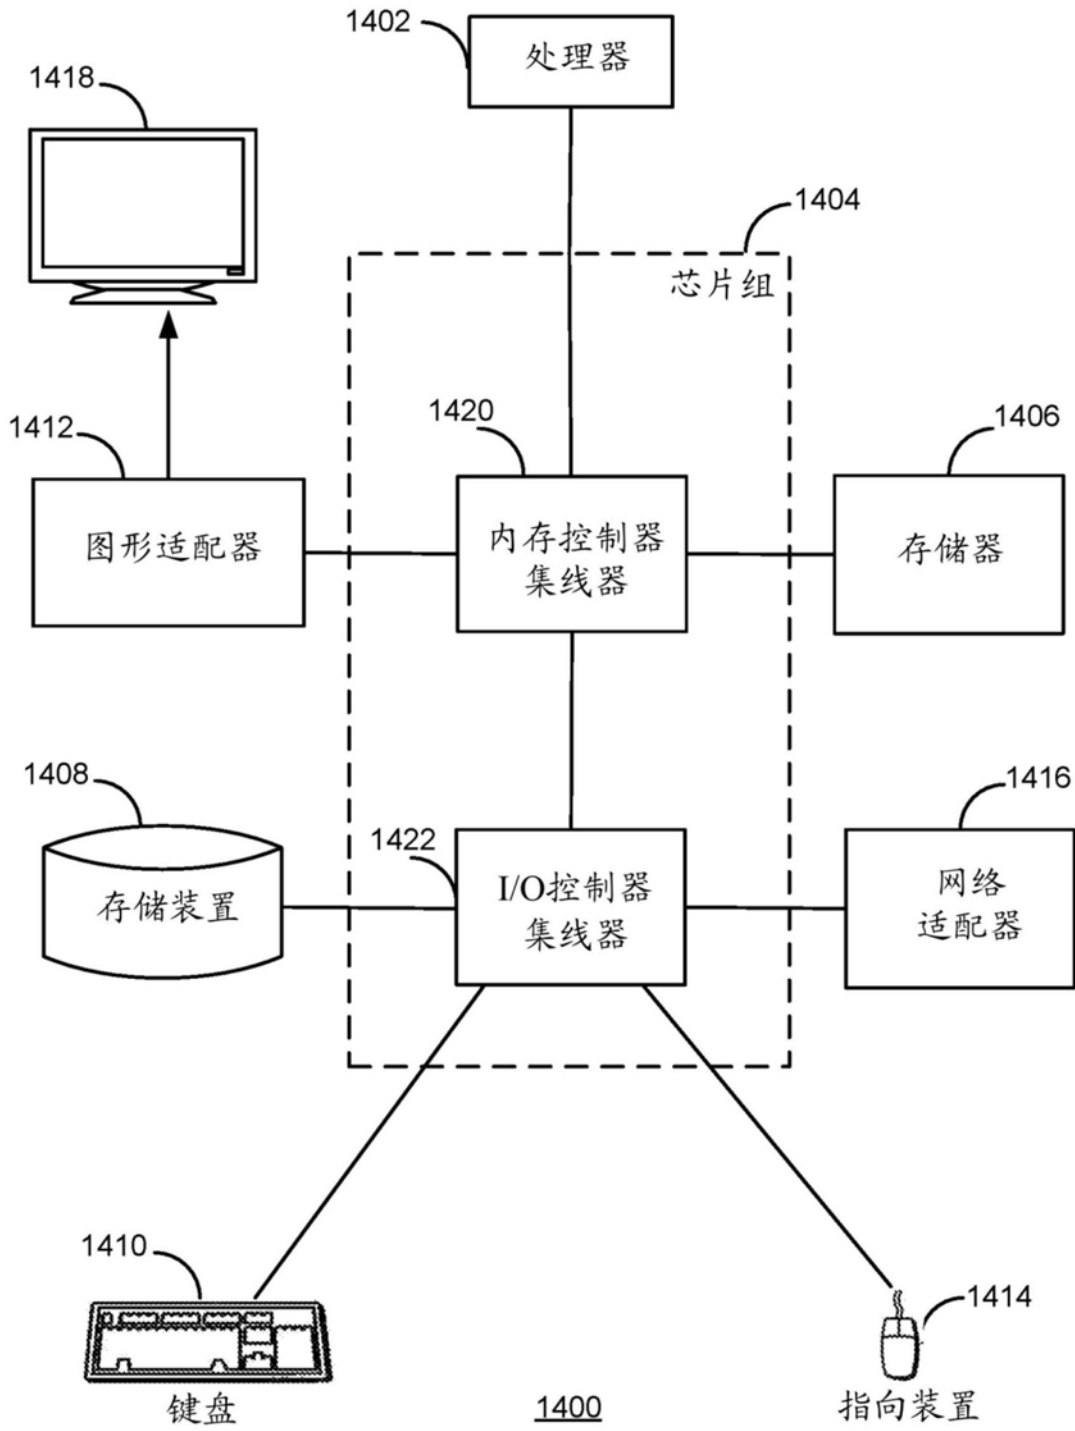 1402
处理器
1418
1404
芯片组
1420
1406
1412
图形适配器
内存控制器
集线器
存储器
1408
1416
1422
存储装置
I/O控制器
集线器
网络
适配器
1410
1414
键盘
1400
指向装置